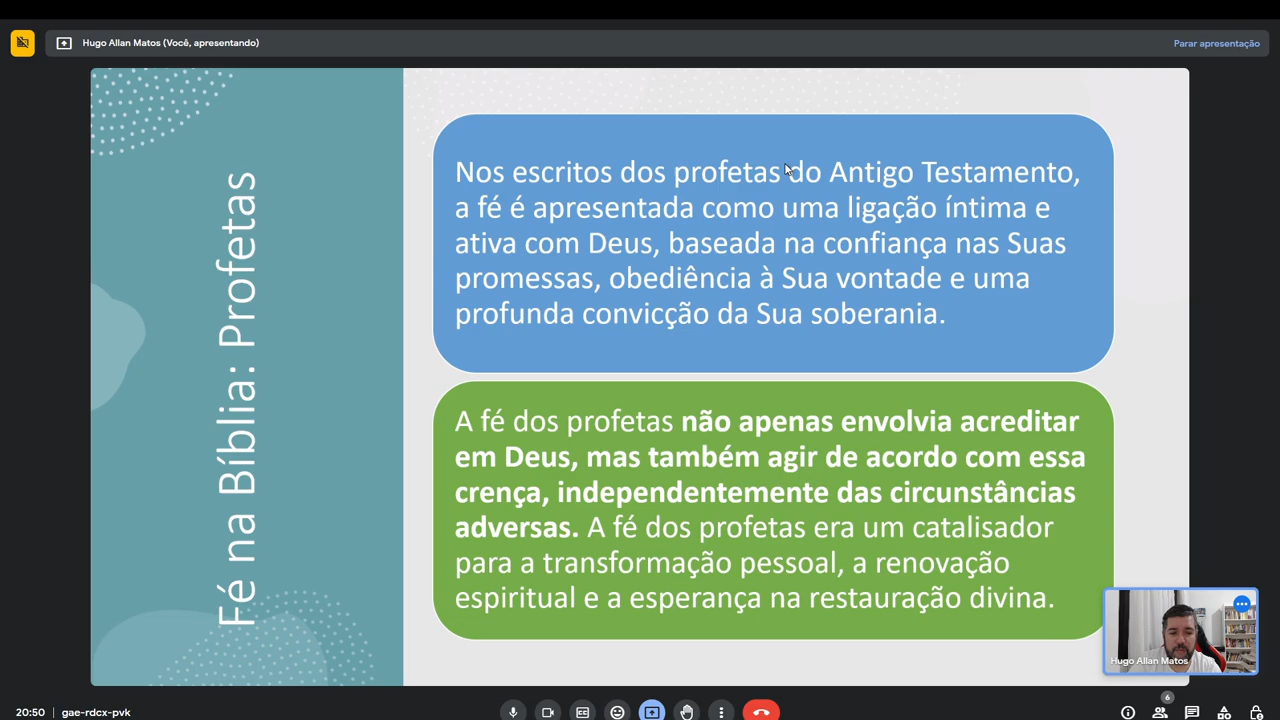 Hugo Allan Matos (Você, apresentando)
Parar apresentação
Fé na Bíblia: Profetas
Nos escritos dos profetas do Antigo Testamento,
a fé é apresentada como uma ligação íntima e
ativa com Deus, baseada na confiança nas Suas
promessas, obediência à Sua vontade e uma
profunda convicção da Sua soberania.
A fé dos profetas não apenas envolvia acreditar
em Deus, mas também agir de acordo com essa
crença, independentemente das circunstâncias
adversas. A fé dos profetas era um catalisador
para a transformação pessoal, a renovação
espiritual e a esperança na restauração divina.
Hugo Allan Matos
6
20:50 | gae-rdcx-pvk